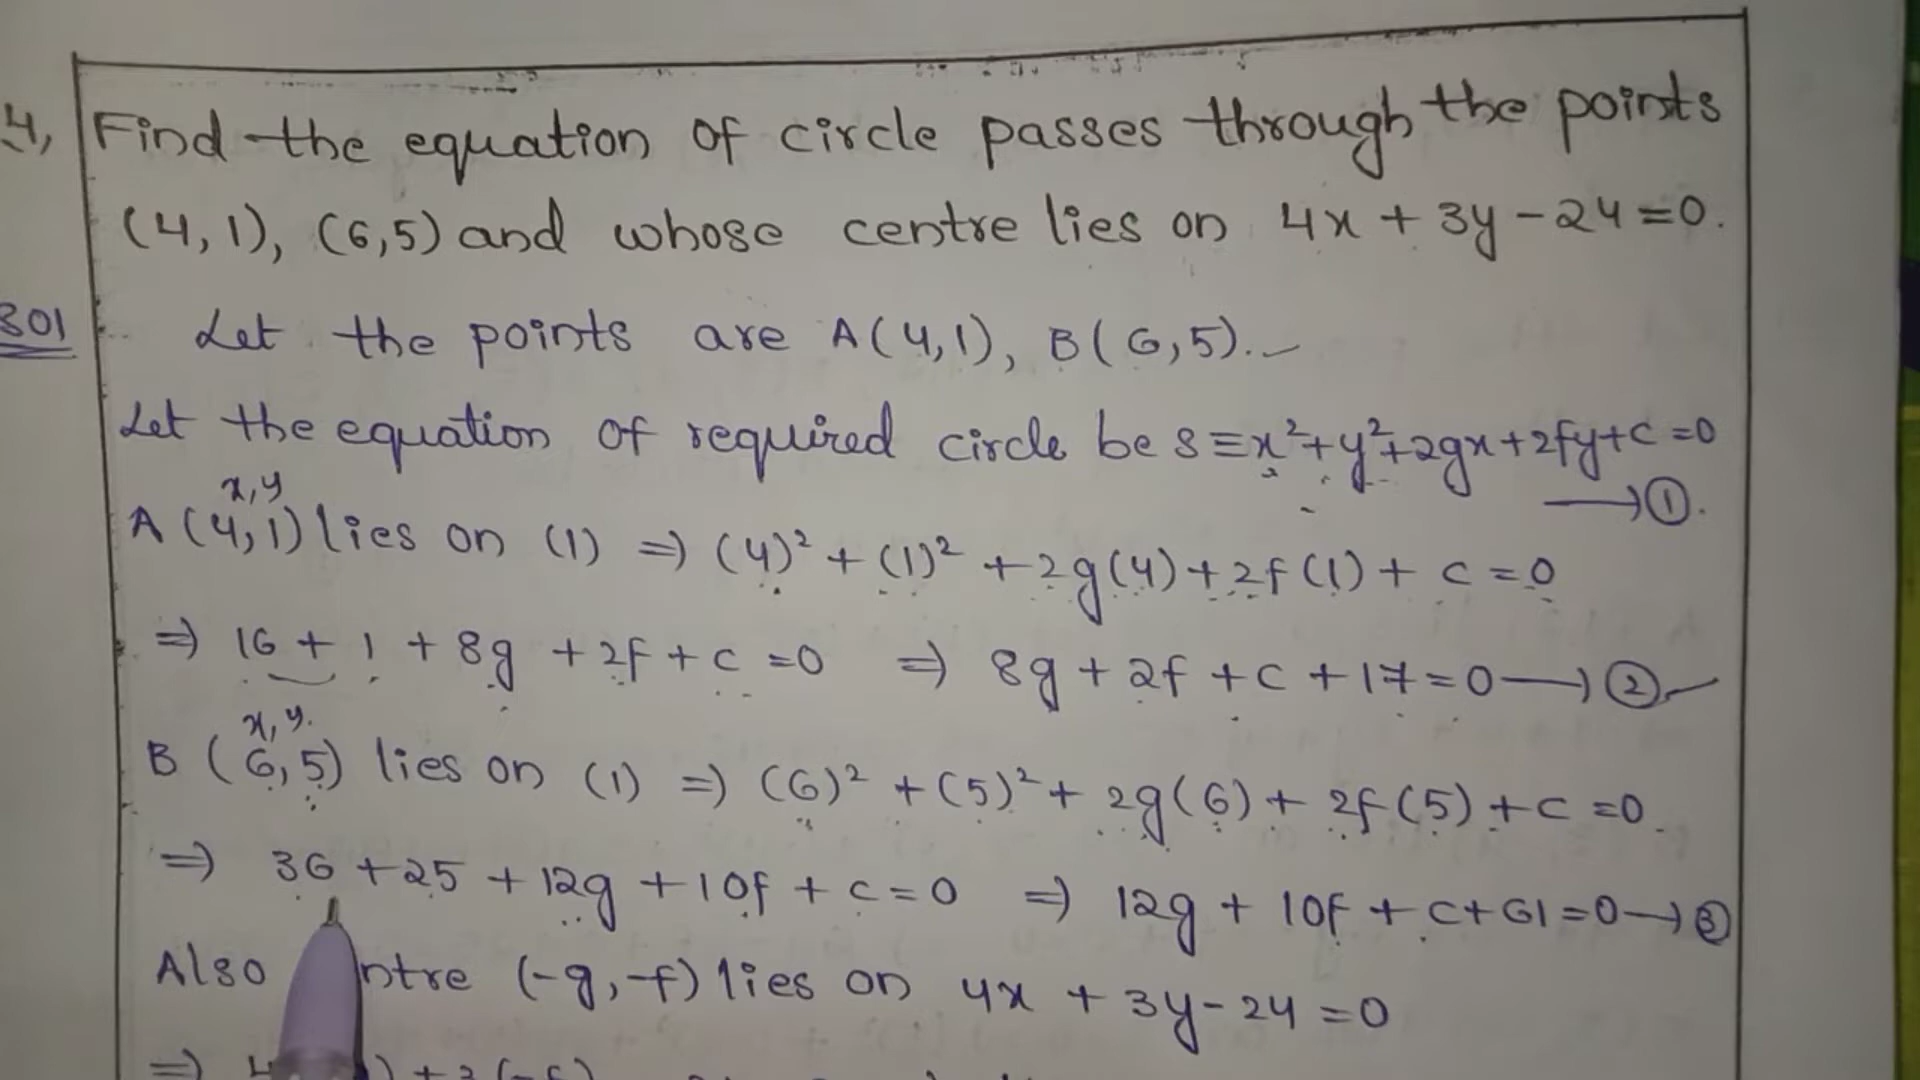 4, Find the equation of circle passes through the points
(4,1), (6,5) and whose centre lies on 4x + 3y - 24 = 0.
Sol Let the points are A(4,1), B(6,5).
Let the equation of required circle be S ≡ x²+y²+2gx+2fy+c=0
→ ①.
x,y
A (4,1) lies on (1) ⇒ (4)² + (1)² + 2g(4) + 2f(1) + c = 0
⇒ 16 + 1 + 8g + 2f + c = 0 ⇒ 8g + 2f + c + 17 = 0 → ②
x,y.
B (6,5) lies on (1) ⇒ (6)² + (5)² + 2g(6) + 2f(5) + c = 0.
⇒ 36 + 25 + 12g + 10f + c = 0 ⇒ 12g + 10f + c + 61 = 0 → ③
Also ntre (-g,-f) lies on 4x + 3y - 24 = 0